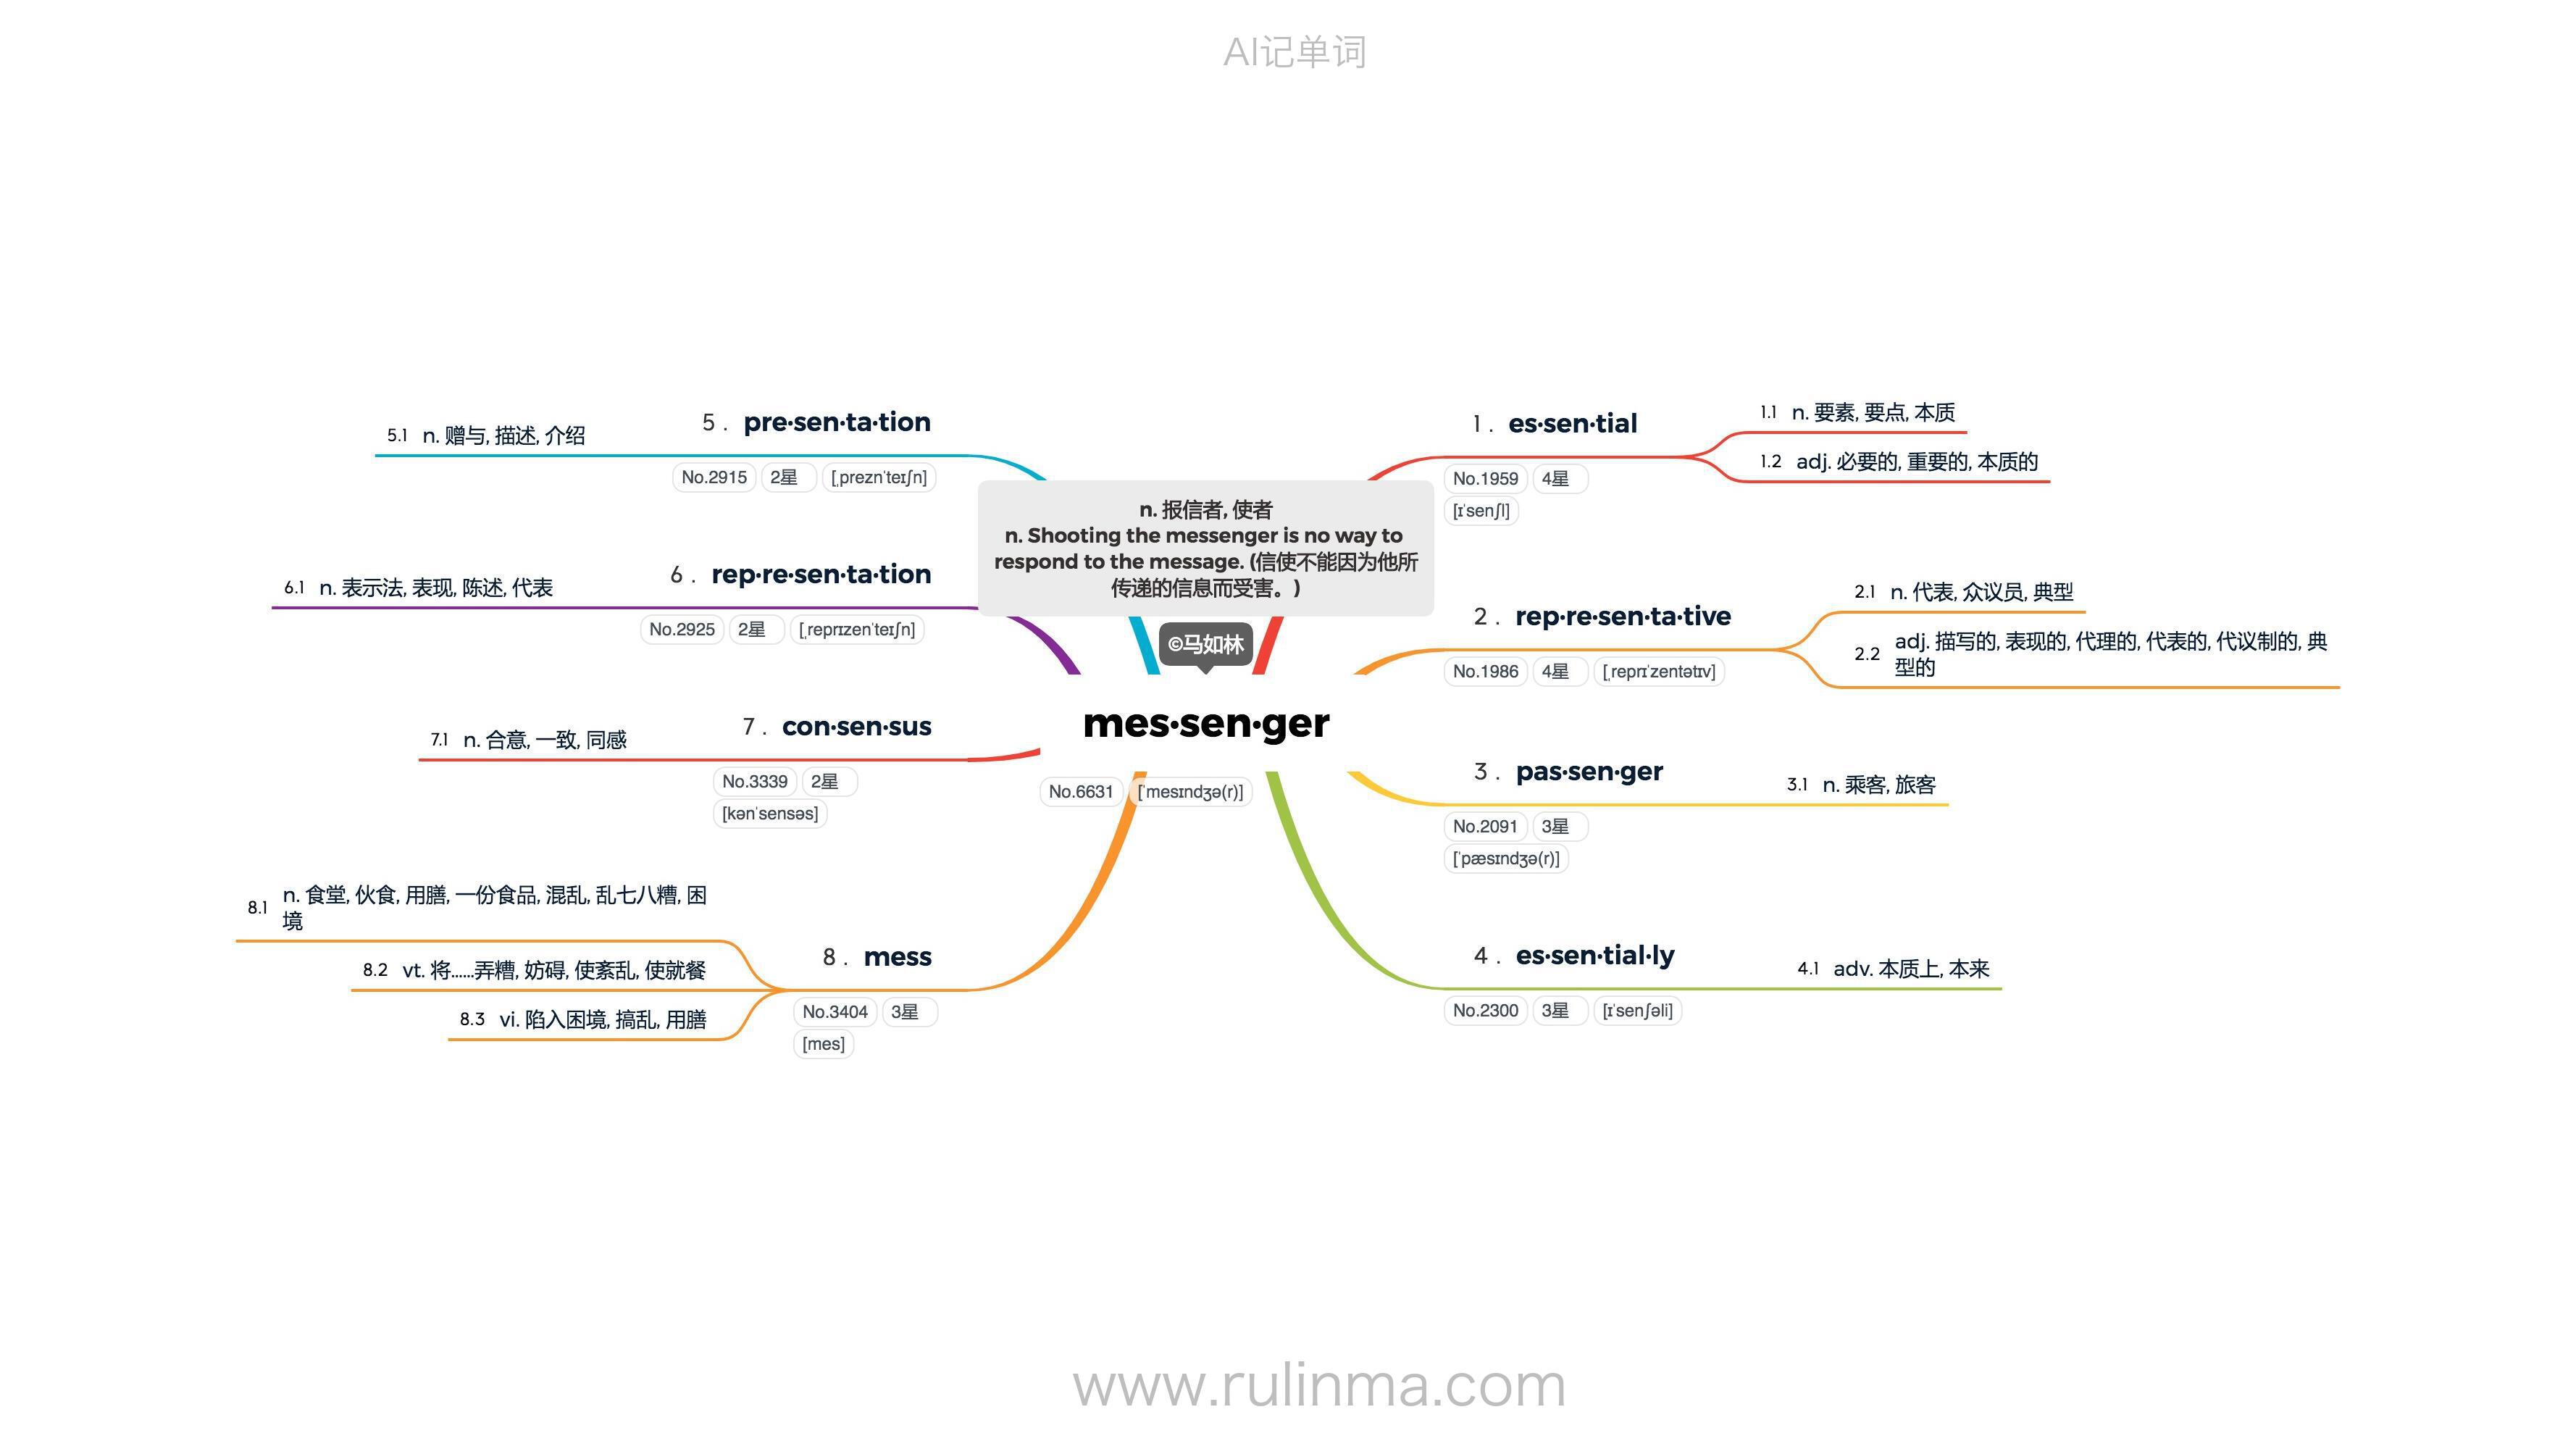 AI记单词
n. 报信者, 使者
n. Shooting the messenger is no way to
respond to the message. (信使不能因为他所
传递的信息而受害。)
©马如林
mes·sen·ger
No.6631 [ˈmesɪndʒə(r)]
1 . es·sen·tial
No.1959 4星
[ɪˈsenʃl]
1.1 n. 要素, 要点, 本质
1.2 adj. 必要的, 重要的, 本质的
2 . rep·re·sen·ta·tive
No.1986 4星 [ˌreprɪˈzentətɪv]
2.1 n. 代表, 众议员, 典型
2.2 adj. 描写的, 表现的, 代理的, 代表的, 代议制的, 典
型的
3 . pas·sen·ger
No.2091 3星
[ˈpæsɪndʒə(r)]
3.1 n. 乘客, 旅客
4 . es·sen·tial·ly
No.2300 3星 [ɪˈsenʃəli]
4.1 adv. 本质上, 本来
5 . pre·sen·ta·tion
No.2915 2星 [ˌpreznˈteɪʃn]
5.1 n. 赠与, 描述, 介绍
6 . rep·re·sen·ta·tion
No.2925 2星 [ˌreprɪzenˈteɪʃn]
6.1 n. 表示法, 表现, 陈述, 代表
7 . con·sen·sus
No.3339 2星
[kənˈsensəs]
7.1 n. 合意, 一致, 同感
8 . mess
No.3404 3星
[mes]
8.1 n. 食堂, 伙食, 用膳, 一份食品, 混乱, 乱七八糟, 困
境
8.2 vt. 将......弄糟, 妨碍, 使紊乱, 使就餐
8.3 vi. 陷入困境, 搞乱, 用膳
www.rulinma.com